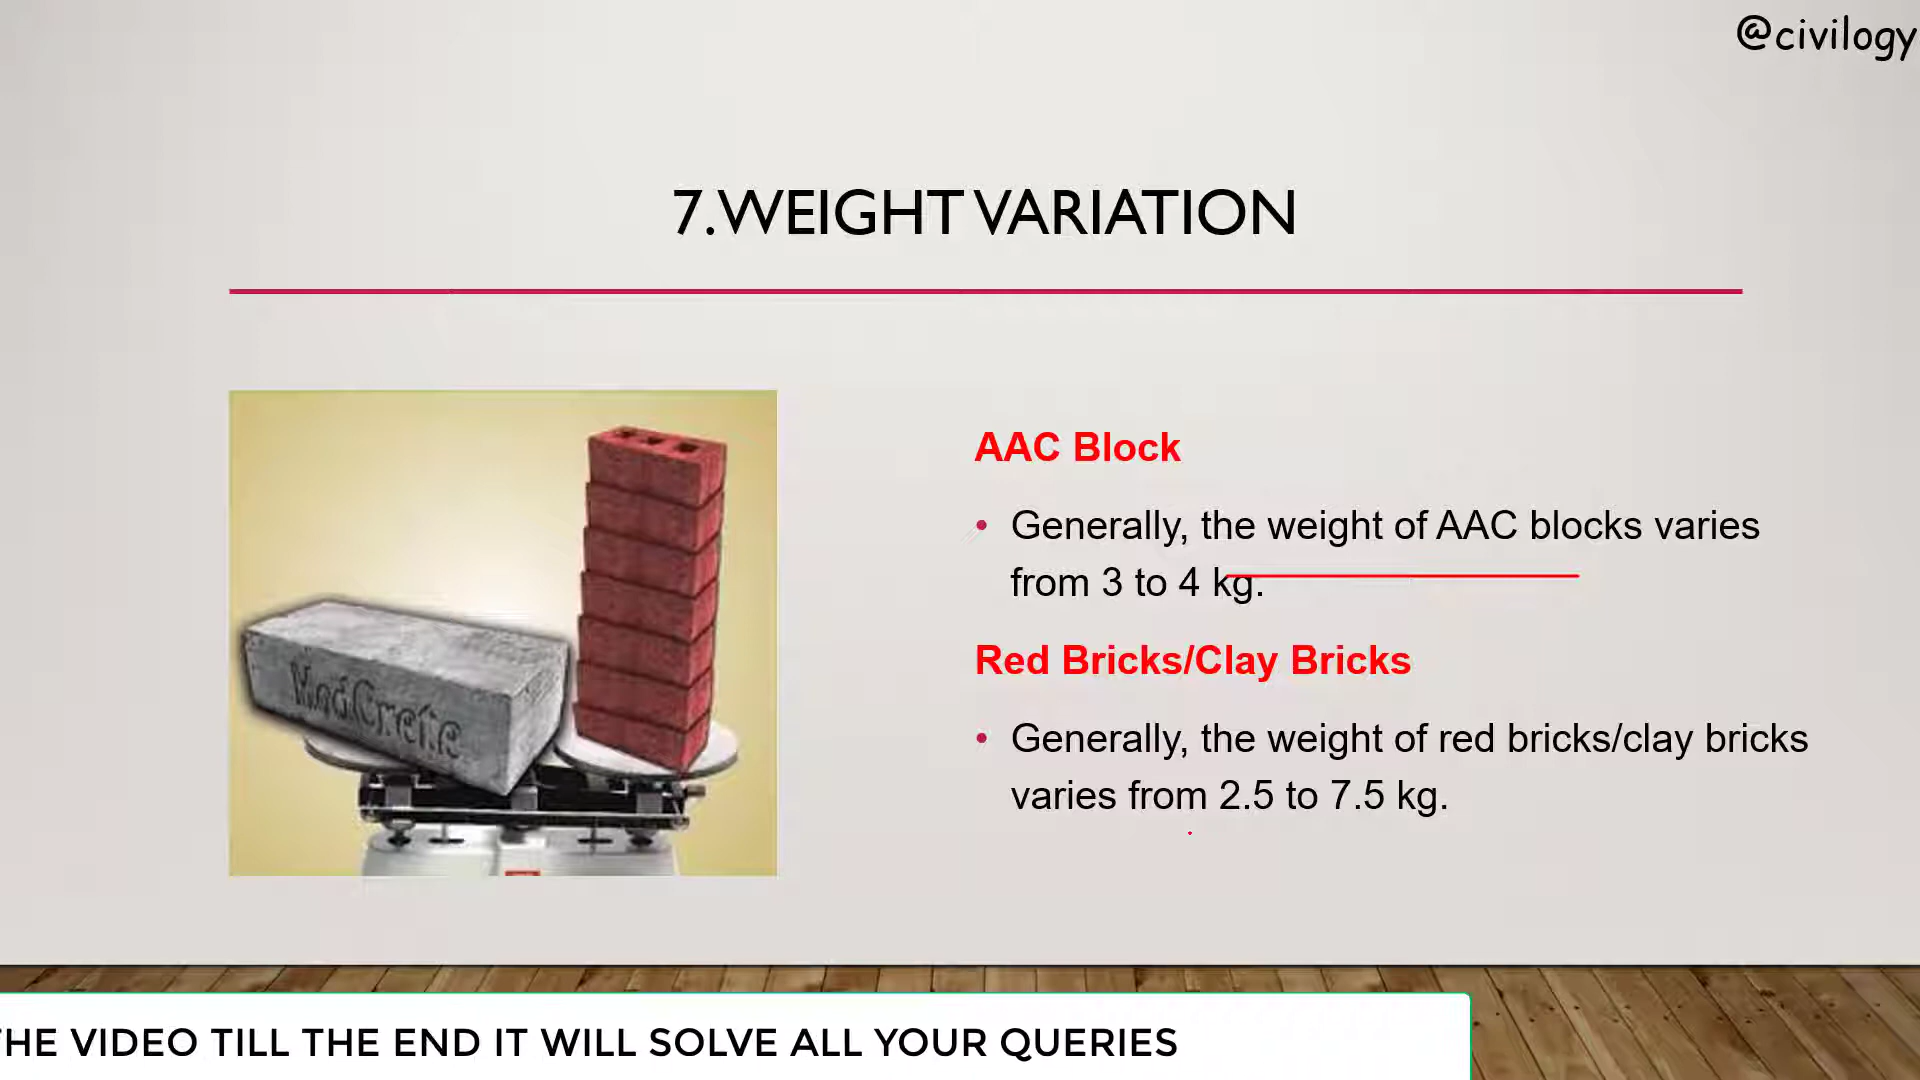 @civilogy
7.WEIGHT VARIATION
AAC Block
• Generally, the weight of AAC blocks varies
from 3 to 4 kg.
Red Bricks/Clay Bricks
• Generally, the weight of red bricks/clay bricks
varies from 2.5 to 7.5 kg.
THE VIDEO TILL THE END IT WILL SOLVE ALL YOUR QUERIES